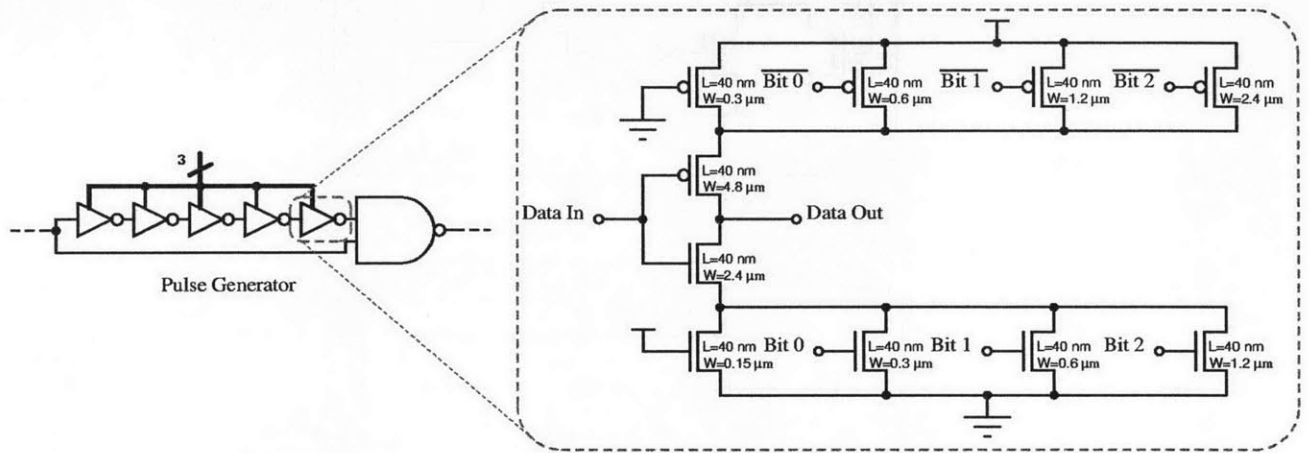 3
Pulse Generator
L=40 nm
W=0.3 µm
Bit 0
L=40 nm
W=0.6 µm
Bit 1
L=40 nm
W=1.2 µm
Bit 2
L=40 nm
W=2.4 µm
L=40 nm
W=4.8 µm
Data In
Data Out
L=40 nm
W=2.4 µm
L=40 nm
W=0.15 µm
Bit 0
L=40 nm
W=0.3 µm
Bit 1
L=40 nm
W=0.6 µm
Bit 2
L=40 nm
W=1.2 µm